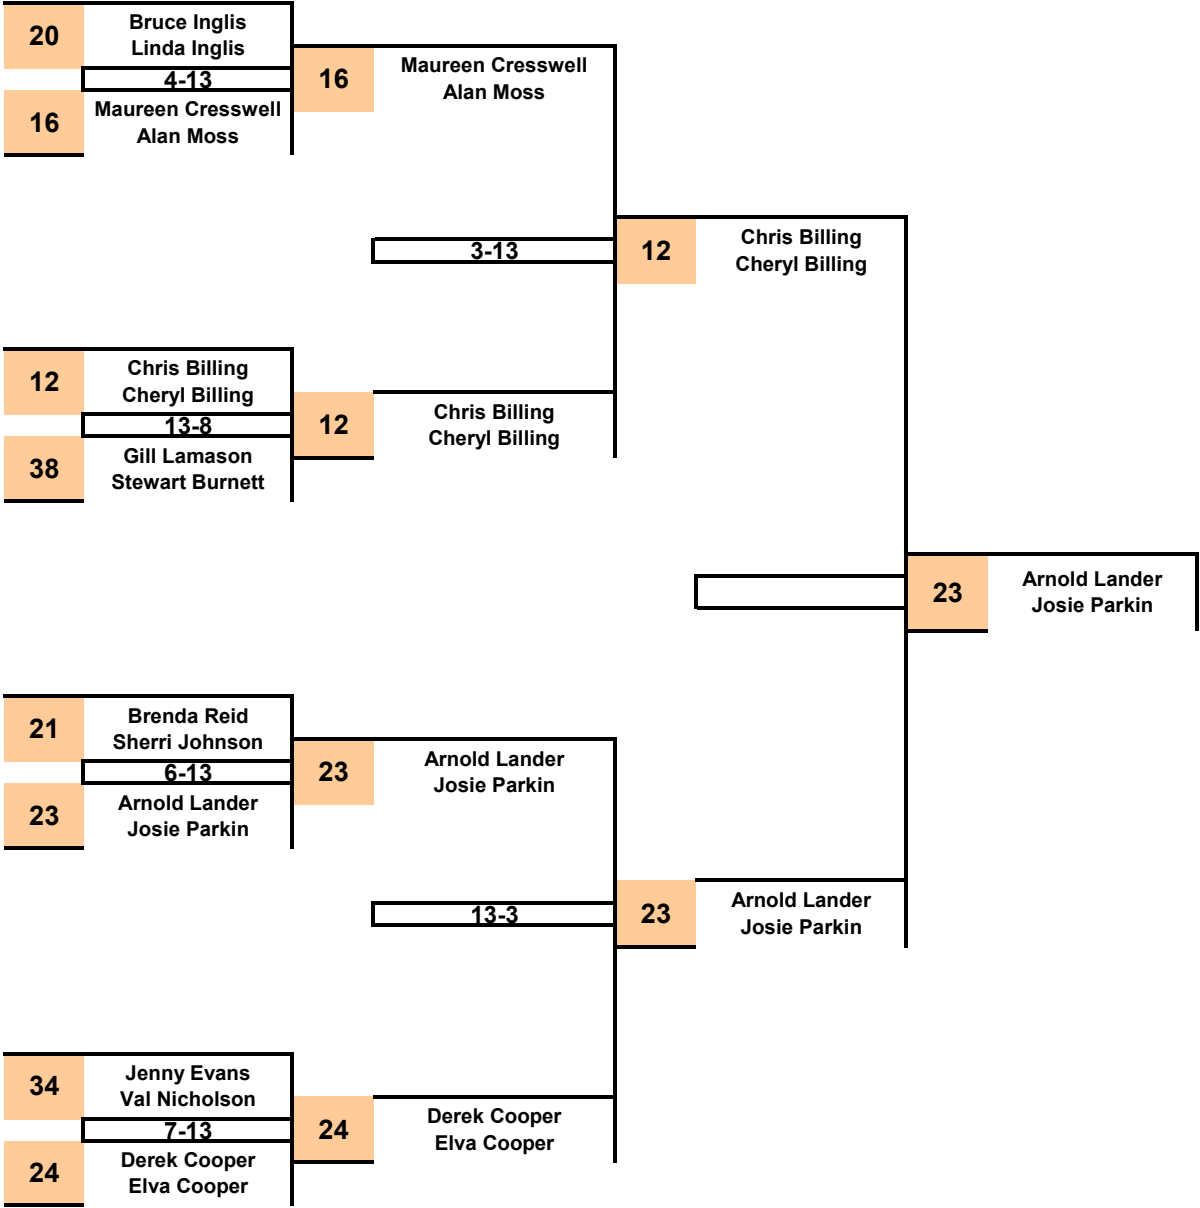 20
Bruce Inglis
Linda Inglis
4-13
16
Maureen Cresswell
Alan Moss
16
Maureen Cresswell
Alan Moss
3-13
12
Chris Billing
Cheryl Billing
12
Chris Billing
Cheryl Billing
13-8
38
Gill Lamason
Stewart Burnett
12
Chris Billing
Cheryl Billing
23
Arnold Lander
Josie Parkin
21
Brenda Reid
Sherri Johnson
6-13
23
Arnold Lander
Josie Parkin
23
Arnold Lander
Josie Parkin
13-3
23
Arnold Lander
Josie Parkin
34
Jenny Evans
Val Nicholson
7-13
24
Derek Cooper
Elva Cooper
24
Derek Cooper
Elva Cooper